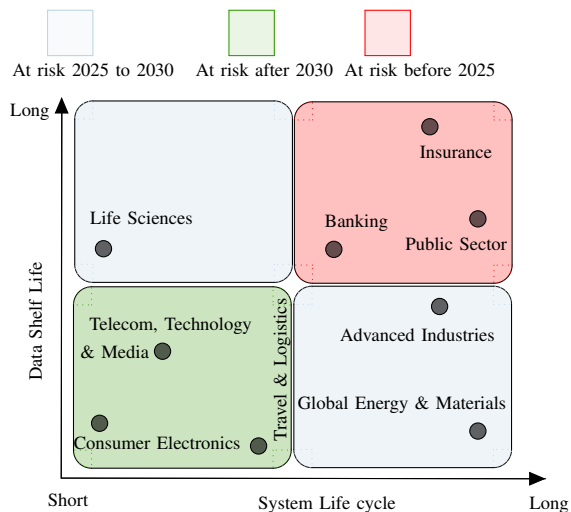 At risk 2025 to 2030
At risk after 2030
At risk before 2025
Long
Insurance
Life Sciences
Banking
Public Sector
Data Shelf Life
Telecom, Technology
& Media
Travel & Logistics
Advanced Industries
Global Energy & Materials
Consumer Electronics
Short
System Life cycle
Long